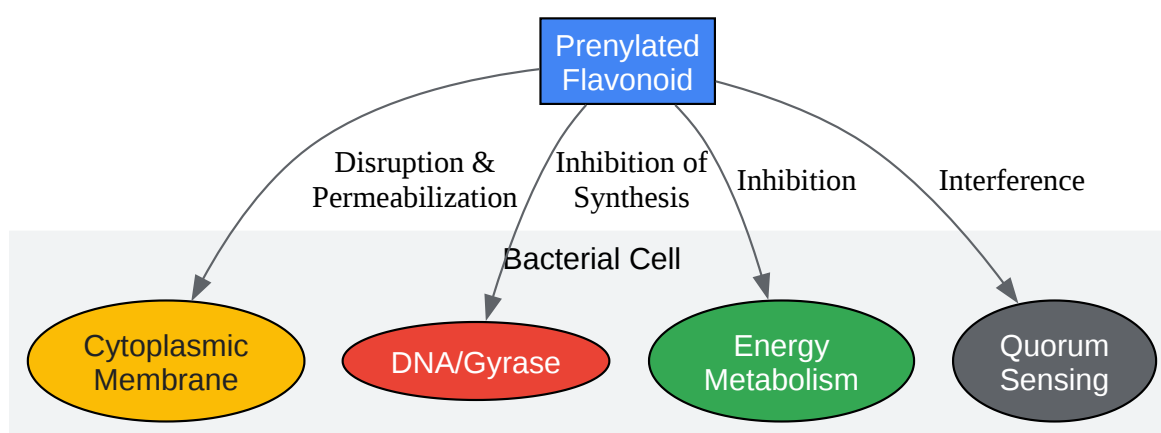 Prenylated
Flavonoid
Disruption &
Permeabilization
Inhibition of
Synthesis
Inhibition
Interference
Bacterial Cell
Cytoplasmic
Membrane
DNA/Gyrase
Energy
Metabolism
Quorum
Sensing